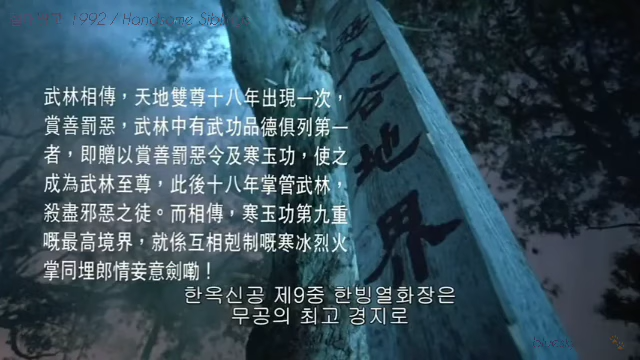 1992 / Handsome Siblings
無人谷地界
武林相傳，天地雙尊十八年出現一次，
賞善罰惡，武林中有武功品德俱列第一
者，即贈以賞善罰惡令及寒玉功，使之
成為武林至尊，此後十八年掌管武林，
殺盡邪惡之徒。而相傳，寒玉功第九重
嘅最高境界，就係互相剋制嘅寒冰烈火
掌同埋郎情妾意劍嘞！
한옥신공 제9중 한빙열화장은
무공의 최고 경지로